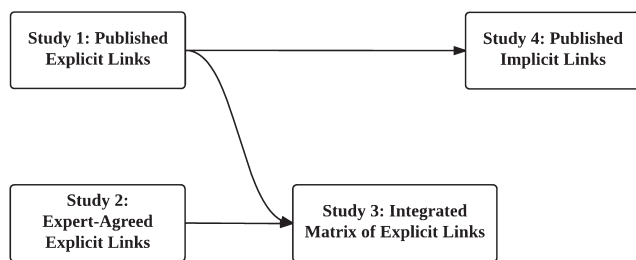 Study 1: Published
Explicit Links
Study 4: Published
Implicit Links
Study 2:
Expert-Agreed
Explicit Links
Study 3: Integrated
Matrix of Explicit Links